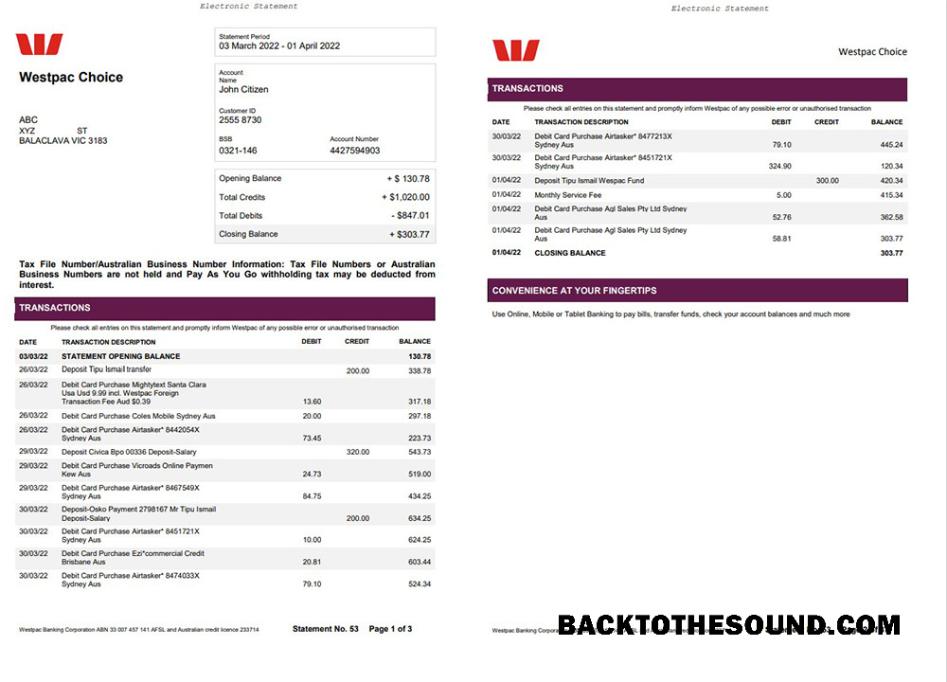 Electronic Statement
Westpac Choice
ABC
XYZ ST
BALACLAVA VIC 3183
Statement Period
03 March 2022 - 01 April 2022
Account
Name
John Citizen
Customer ID
2555 8730
BSB Account Number
0321-146 4427594903
Opening Balance + $ 130.78
Total Credits + $1,020.00
Total Debits - $847.01
Closing Balance + $303.77
Tax File Number/Australian Business Number Information: Tax File Numbers or Australian
Business Numbers are not held and Pay As You Go withholding tax may be deducted from
interest.
TRANSACTIONS
Please check all entries on this statement and promptly inform Westpac of any possible error or unauthorised transaction
DATE TRANSACTION DESCRIPTION DEBIT CREDIT BALANCE
03/03/22 STATEMENT OPENING BALANCE 130.78
26/03/22 Deposit Tipu Ismail transfer 200.00 338.78
26/03/22 Debit Card Purchase Mightytext Santa Clara
Usa Usd 9.99 incl. Westpac Foreign
Transaction Fee Aud $0.39 13.60 317.18
26/03/22 Debit Card Purchase Coles Mobile Sydney Aus 20.00 297.18
26/03/22 Debit Card Purchase Airtasker* 8442054X
Sydney Aus 73.45 223.73
29/03/22 Deposit Civica Bpo 00336 Deposit-Salary 320.00 543.73
29/03/22 Debit Card Purchase Vicroads Online Paymen
Kew Aus 24.73 519.00
29/03/22 Debit Card Purchase Airtasker* 8467549X
Sydney Aus 84.75 434.25
30/03/22 Deposit-Osko Payment 2798167 Mr Tipu Ismail
Deposit-Salary 200.00 634.25
30/03/22 Debit Card Purchase Airtasker* 8451721X
Sydney Aus 10.00 624.25
30/03/22 Debit Card Purchase Ezi*commercial Credit
Brisbane Aus 20.81 603.44
30/03/22 Debit Card Purchase Airtasker* 8474033X
Sydney Aus 79.10 524.34
Westpac Banking Corporation ABN 33 007 457 141 AFSL and Australian credit licence 233714 Statement No. 53 Page 1 of 3
Electronic Statement
Westpac Choice
TRANSACTIONS
Please check all entries on this statement and promptly inform Westpac of any possible error or unauthorised transaction
DATE TRANSACTION DESCRIPTION DEBIT CREDIT BALANCE
30/03/22 Debit Card Purchase Airtasker* 8477213X
Sydney Aus 79.10 445.24
30/03/22 Debit Card Purchase Airtasker* 8451721X
Sydney Aus 324.90 120.34
01/04/22 Deposit Tipu Ismail Wespac Fund 300.00 420.34
01/04/22 Monthly Service Fee 5.00 415.34
01/04/22 Debit Card Purchase Agl Sales Pty Ltd Sydney
Aus 52.76 362.58
01/04/22 Debit Card Purchase Agl Sales Pty Ltd Sydney
Aus 58.81 303.77
01/04/22 CLOSING BALANCE 303.77
CONVENIENCE AT YOUR FINGERTIPS
Use Online, Mobile or Tablet Banking to pay bills, transfer funds, check your account balances and much more
Westpac Banking
BACKTOTHESOUND.COM